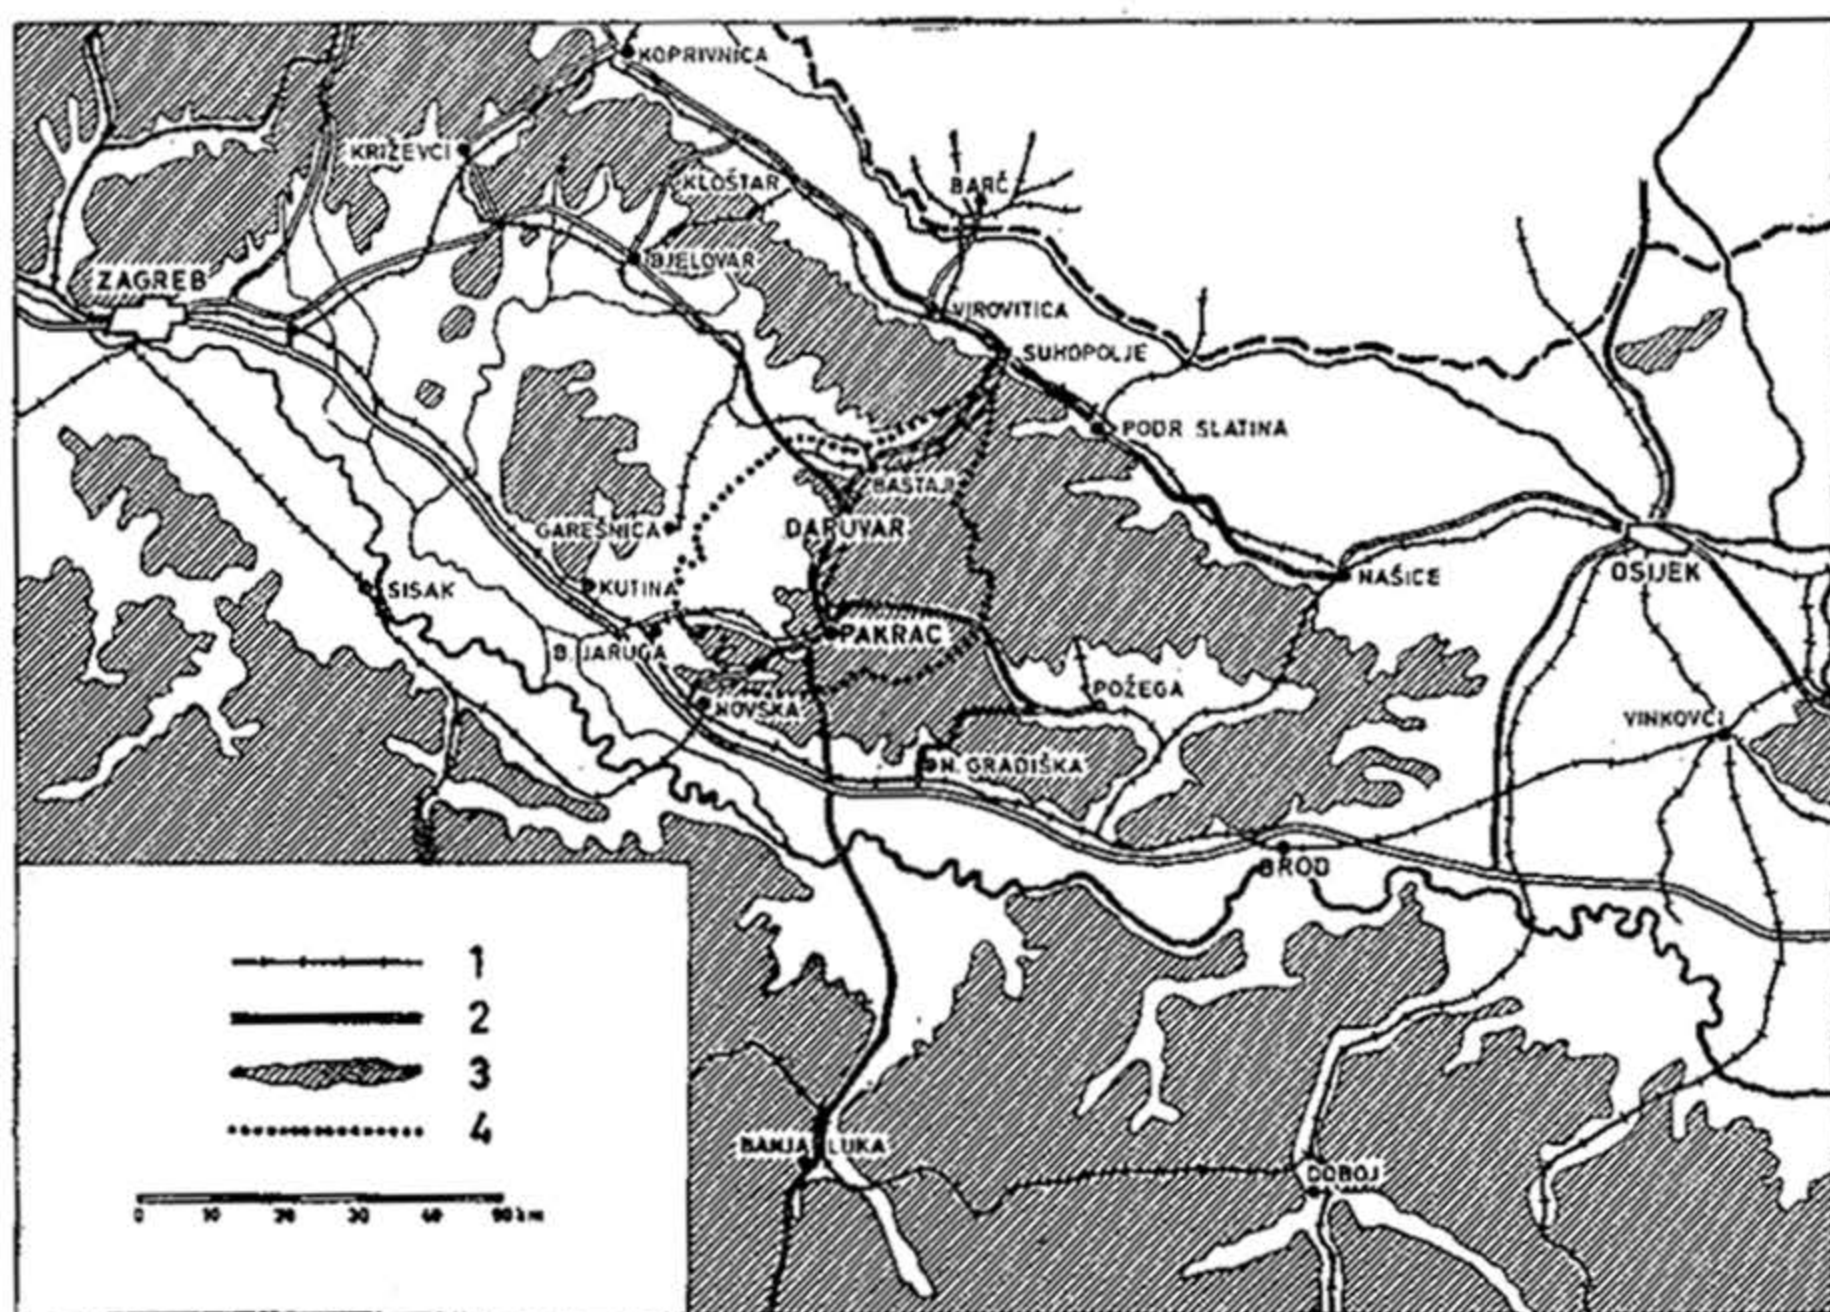 KOPRIVNICA
KRIŽEVCI
KLOŠTAR
BARČ
BJELOVAR
ZAGREB
VIROVITICA
SUHOPOLJE
PODR SLATINA
BASTAJI
GAREŠNICA
DARUVAR
NAŠICE
OSIJEK
SISAK
KUTINA
PAKRAC
B. JARUGA
POŽEGA
NOVSKA
VINKOVCI
N. GRADIŠKA
BROD
1
2
3
4
BANJA LUKA
DOBOJ
0 10 20 30 40 50 km